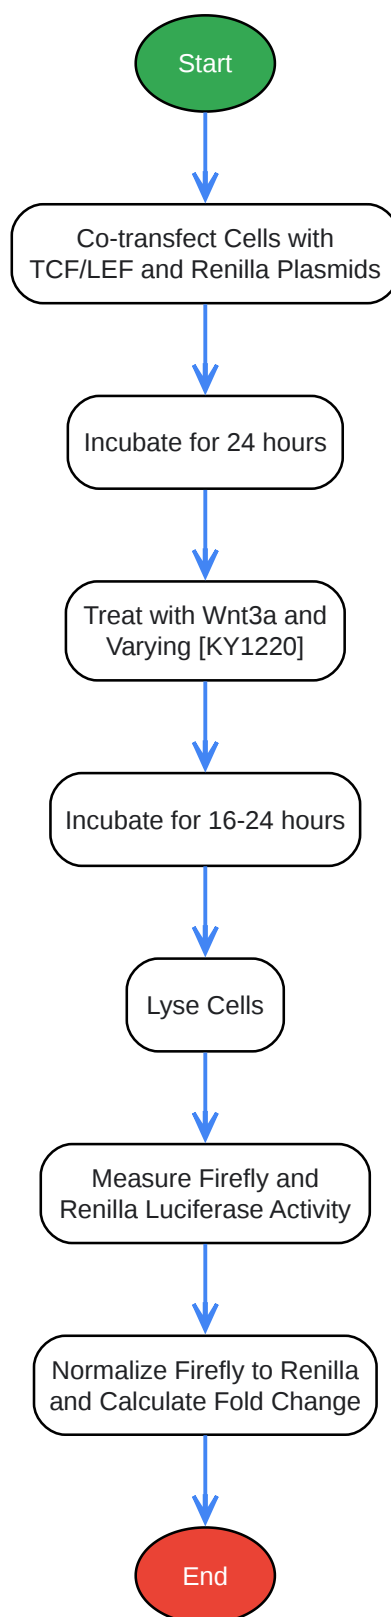 Start
Co-transfect Cells with
TCF/LEF and Renilla Plasmids
Incubate for 24 hours
Treat with Wnt3a and
Varying [KY1220]
Incubate for 16-24 hours
Lyse Cells
Measure Firefly and
Renilla Luciferase Activity
Normalize Firefly to Renilla
and Calculate Fold Change
End